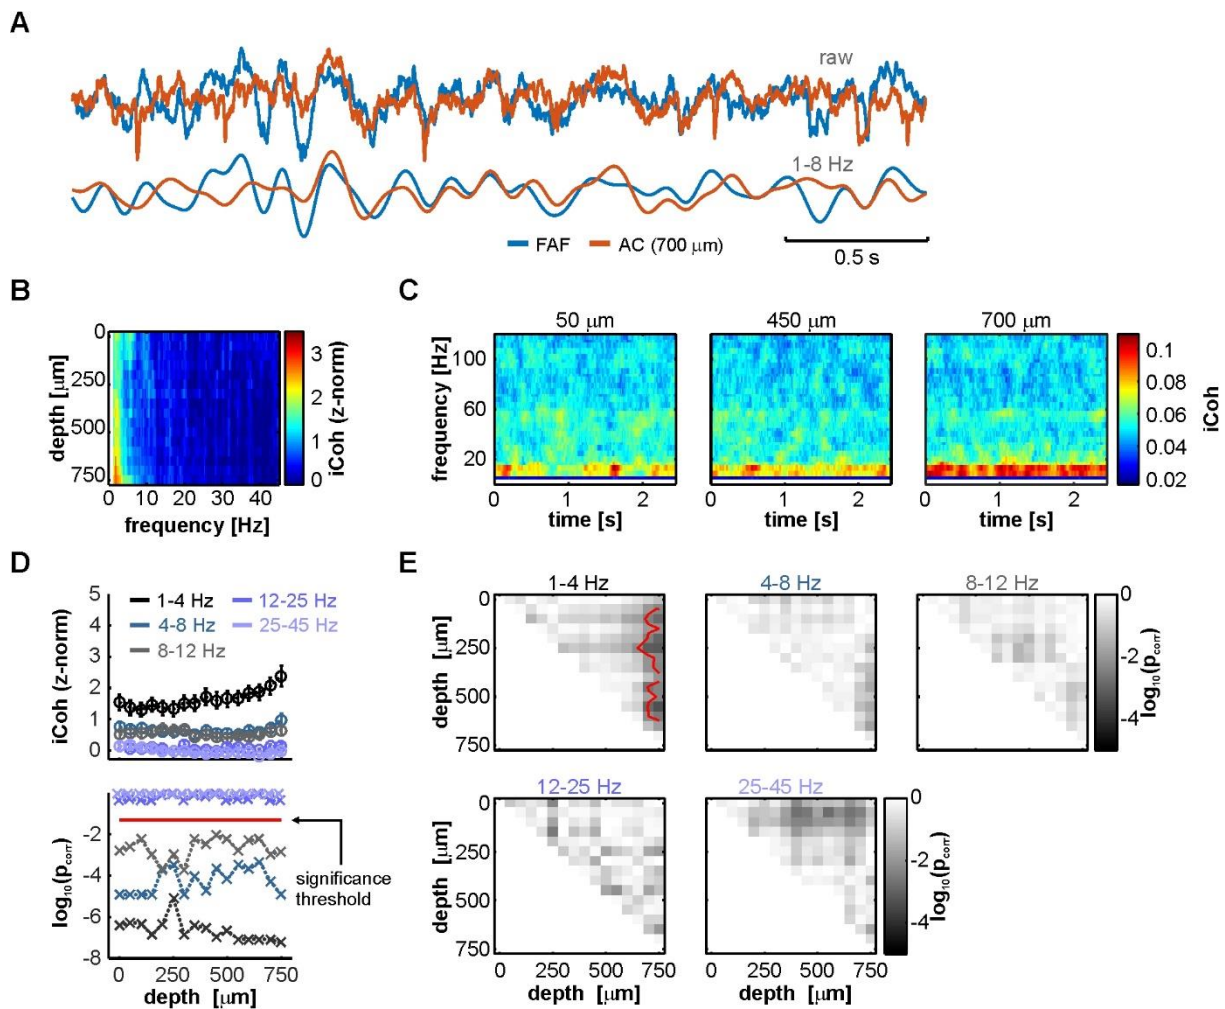 A
raw
1-8 Hz
FAF
AC (700 μm)
0.5 s
B
depth [μm]
0
250
500
750
0 10 20 30 40
frequency [Hz]
3
2
1
0
iCoh (z-norm)
C
50 μm
450 μm
700 μm
frequency [Hz]
100
60
20
0 1 2
time [s]
0 1 2
time [s]
0 1 2
time [s]
0.1
0.08
0.06
0.04
0.02
iCoh
D
1-4 Hz
12-25 Hz
4-8 Hz
25-45 Hz
8-12 Hz
iCoh (z-norm)
5
4
3
2
1
0
log₁₀(p_corr)
-2
-4
-6
-8
significance
threshold
0 250 500 750
depth [μm]
E
1-4 Hz
4-8 Hz
8-12 Hz
depth [μm]
0
250
500
750
0
-2
-4
log₁₀(p_corr)
12-25 Hz
25-45 Hz
depth [μm]
0
250
500
750
0 250 500 750
depth [μm]
0 250 500 750
depth [μm]
0
-2
-4
log₁₀(p_corr)